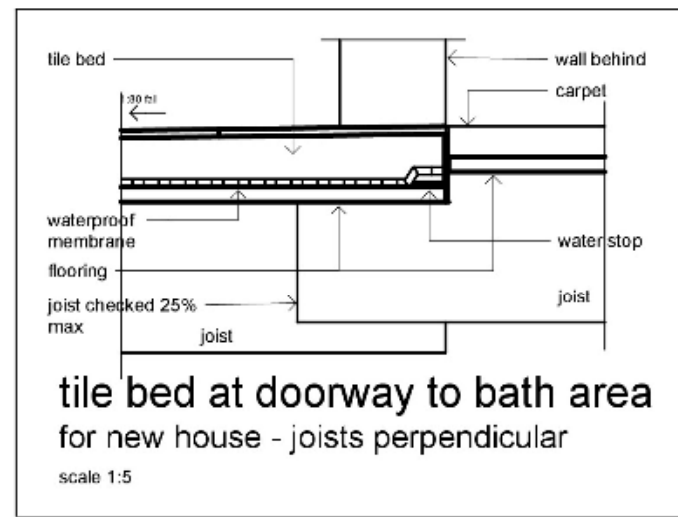 tile bed
wall behind
carpet
1:80 fall
waterproof
membrane
water stop
flooring
joist checked 25%
max
joist
joist
tile bed at doorway to bath area
for new house - joists perpendicular
scale 1:5